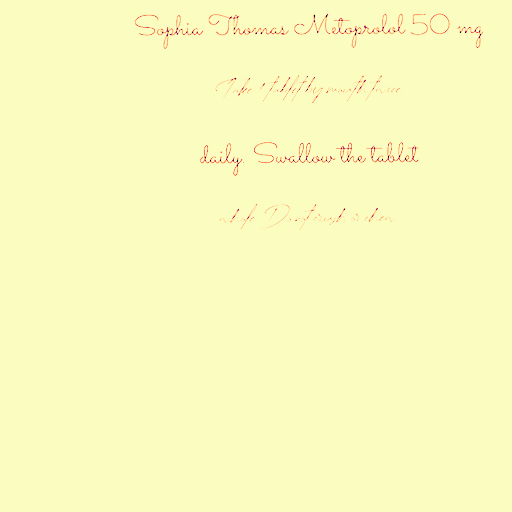 Sophia Thomas Metoprolol 50 mg
Take 1 tablet by mouth twice
daily. Swallow the tablet
whole. Do not crush or chew.